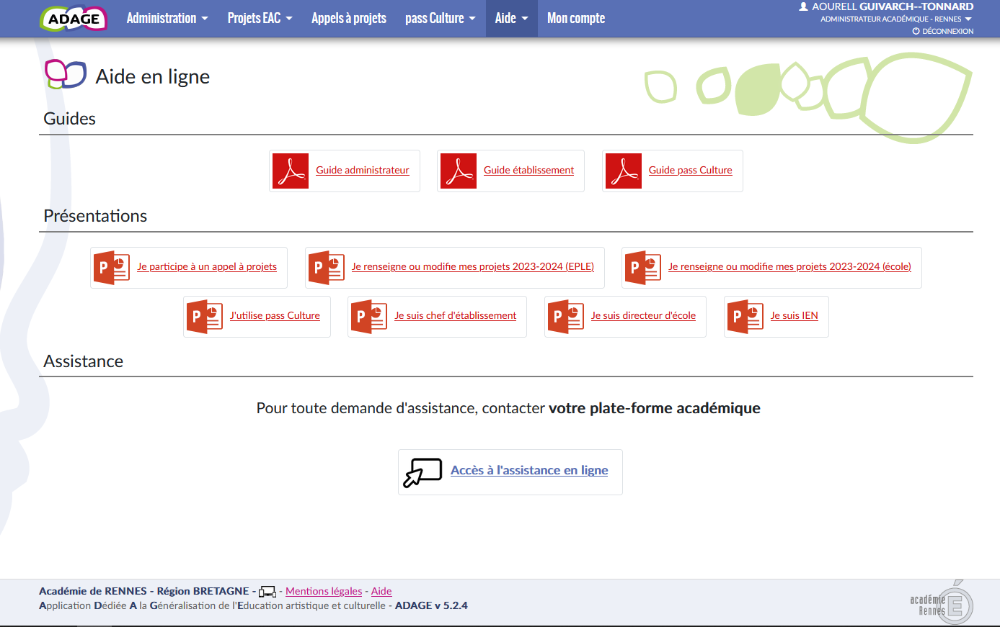 ADAGE
Administration
Projets EAC
Appels à projets
pass Culture
Aide
Mon compte
AOURELL GUIVARCH--TONNARD
ADMINISTRATEUR ACADÉMIQUE - RENNES
DÉCONNEXION
Aide en ligne
Guides
Guide administrateur
Guide établissement
Guide pass Culture
Présentations
P
Je participe à un appel à projets
P
Je renseigne ou modifie mes projets 2023-2024 (EPLE)
P
Je renseigne ou modifie mes projets 2023-2024 (école)
P
J'utilise pass Culture
P
Je suis chef d'établissement
P
Je suis directeur d'école
P
Je suis IEN
Assistance
Pour toute demande d'assistance, contacter votre plate-forme académique
Accès à l'assistance en ligne
Académie de RENNES - Région BRETAGNE - - Mentions légales - Aide
Application Dédiée A la Généralisation de l'Education artistique et culturelle - ADAGE v 5.2.4
académie
Rennes
É